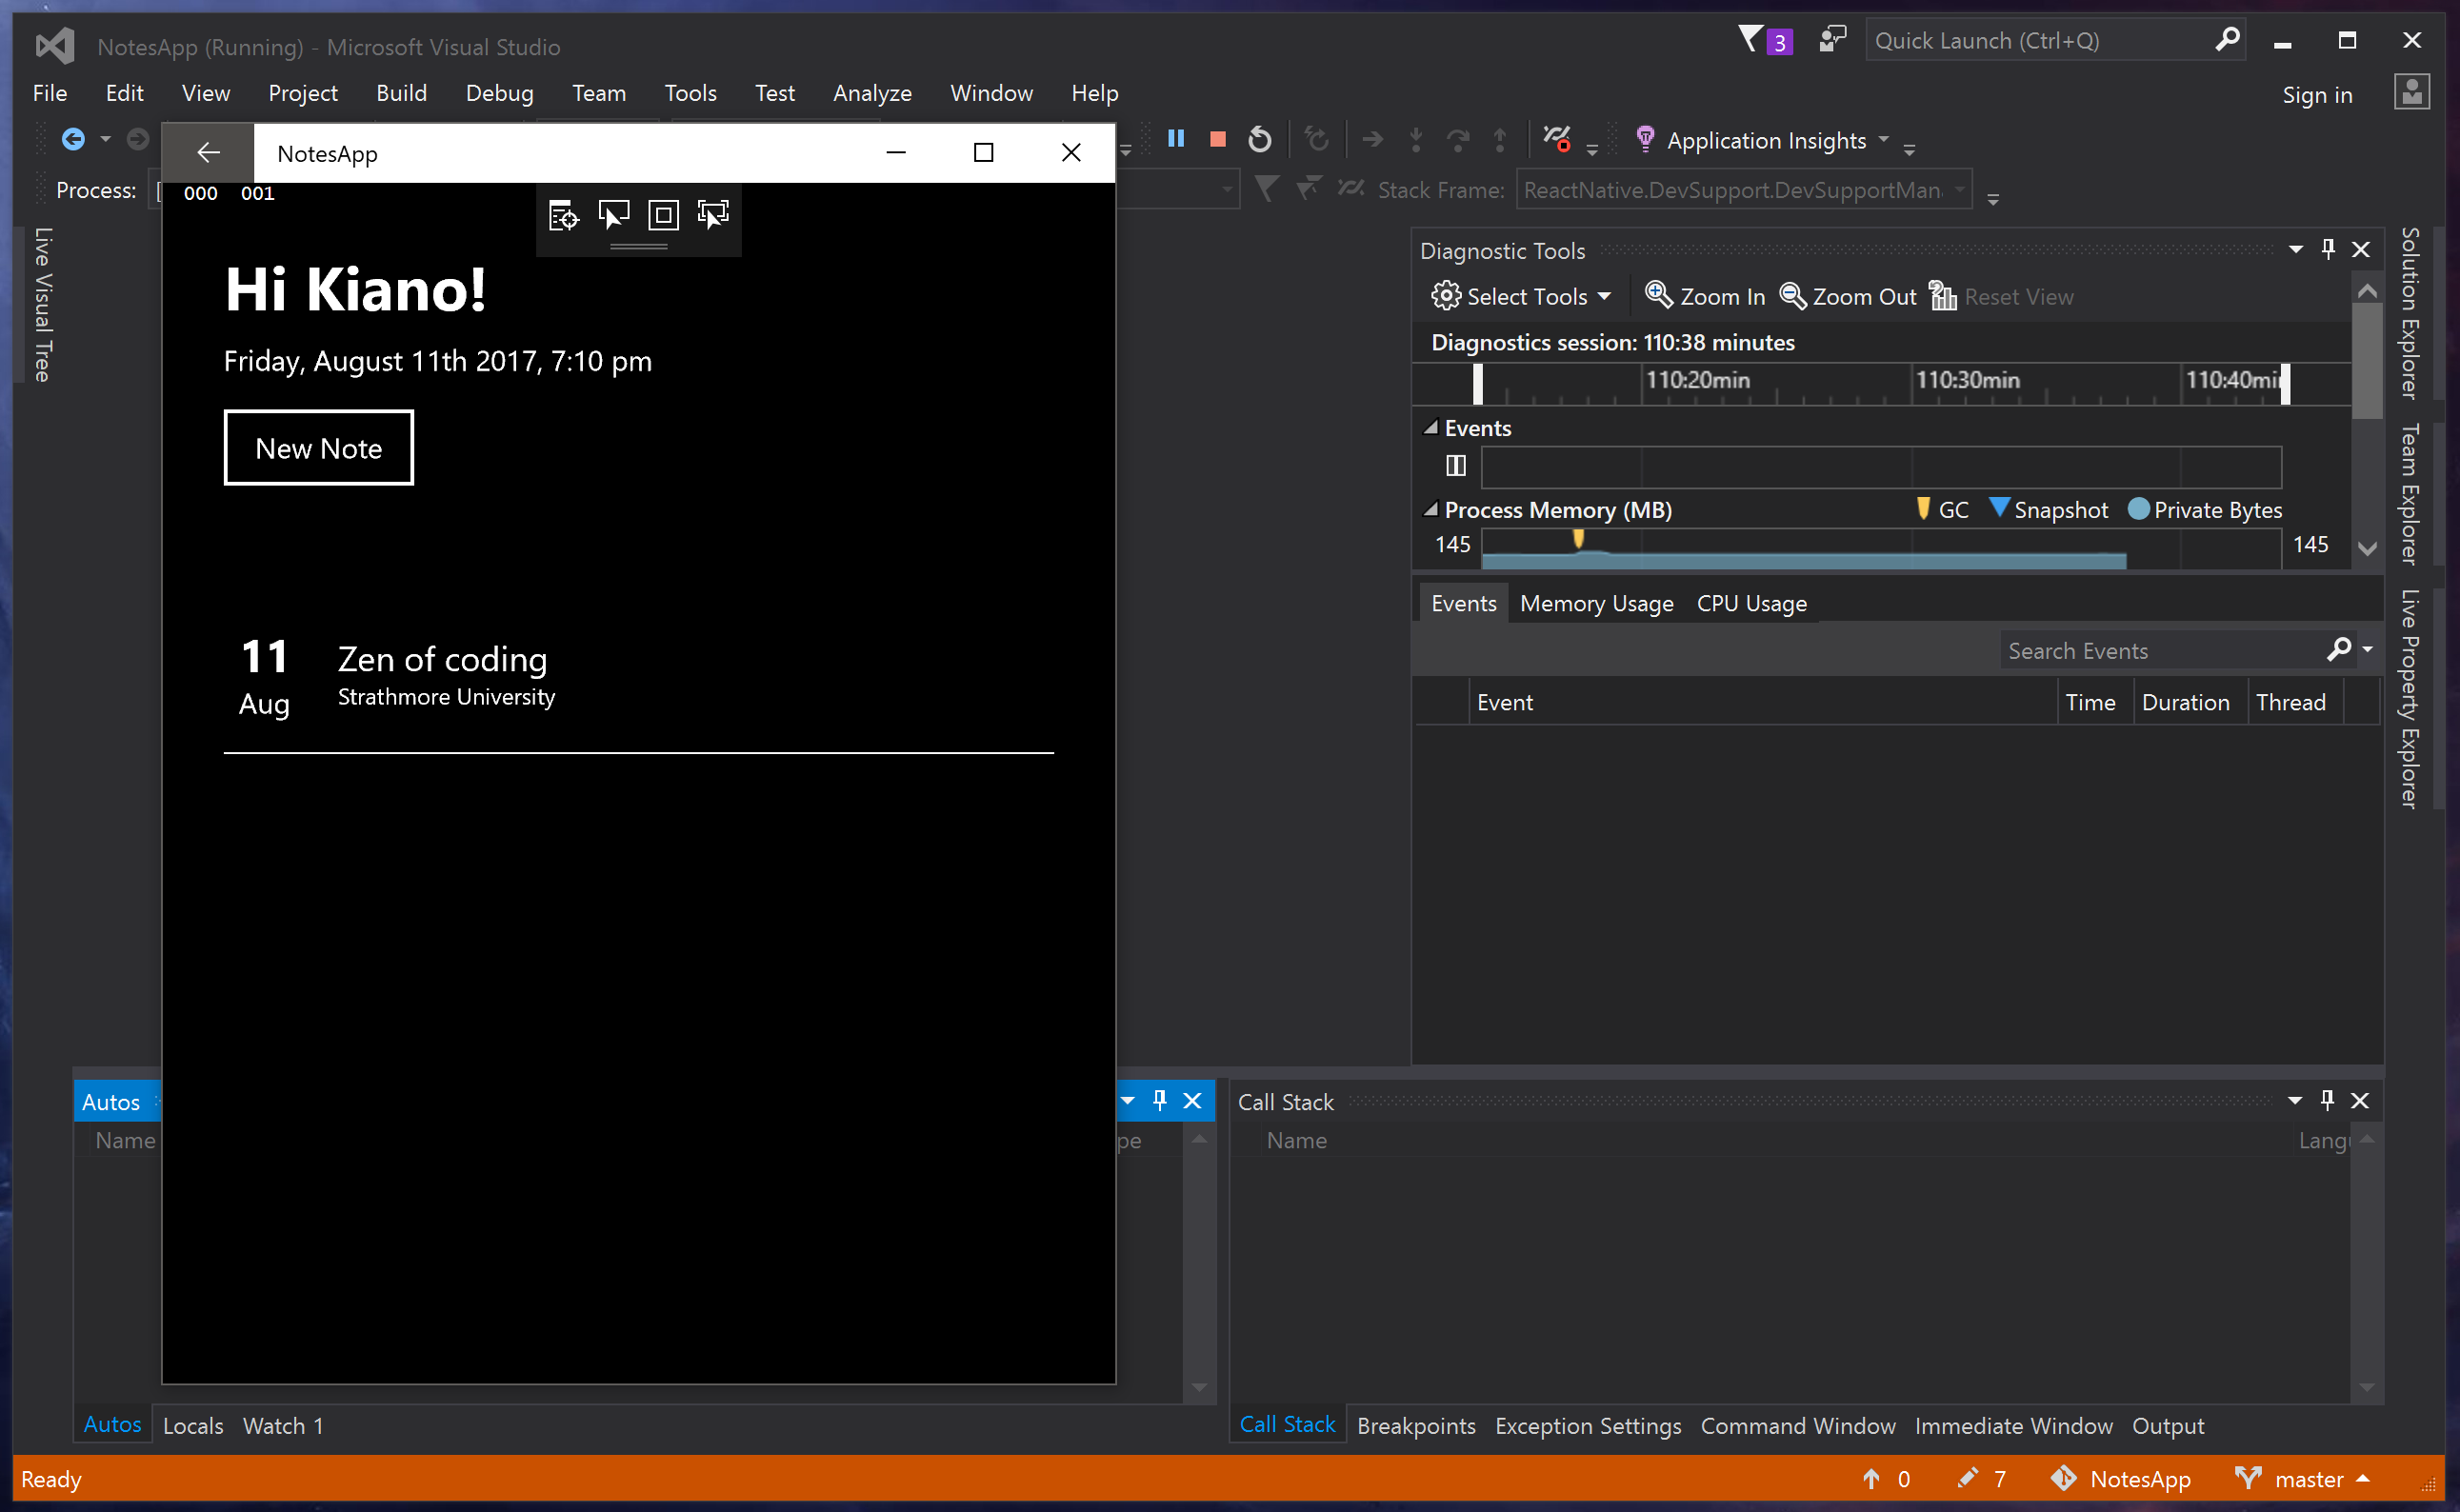 NotesApp (Running) - Microsoft Visual Studio
3
Quick Launch (Ctrl+Q)
File Edit View Project Build Debug Team Tools Test Analyze Window Help
Sign in
Application Insights
Process: [
Stack Frame: ReactNative.DevSupport.DevSupportMan
NotesApp
000 001
Hi Kiano!
Friday, August 11th 2017, 7:10 pm
New Note
11
Aug
Zen of coding
Strathmore University
Live Visual Tree
Diagnostic Tools
Select Tools Zoom In Zoom Out Reset View
Diagnostics session: 110:38 minutes
110:20min 110:30min 110:40mi
Events
Process Memory (MB) GC Snapshot Private Bytes
145 145
Events Memory Usage CPU Usage
Search Events
Event Time Duration Thread
Solution Explorer
Team Explorer
Live Property Explorer
Autos
Name pe
Call Stack
Name Lang
Autos Locals Watch 1
Call Stack Breakpoints Exception Settings Command Window Immediate Window Output
Ready 0 7 NotesApp master